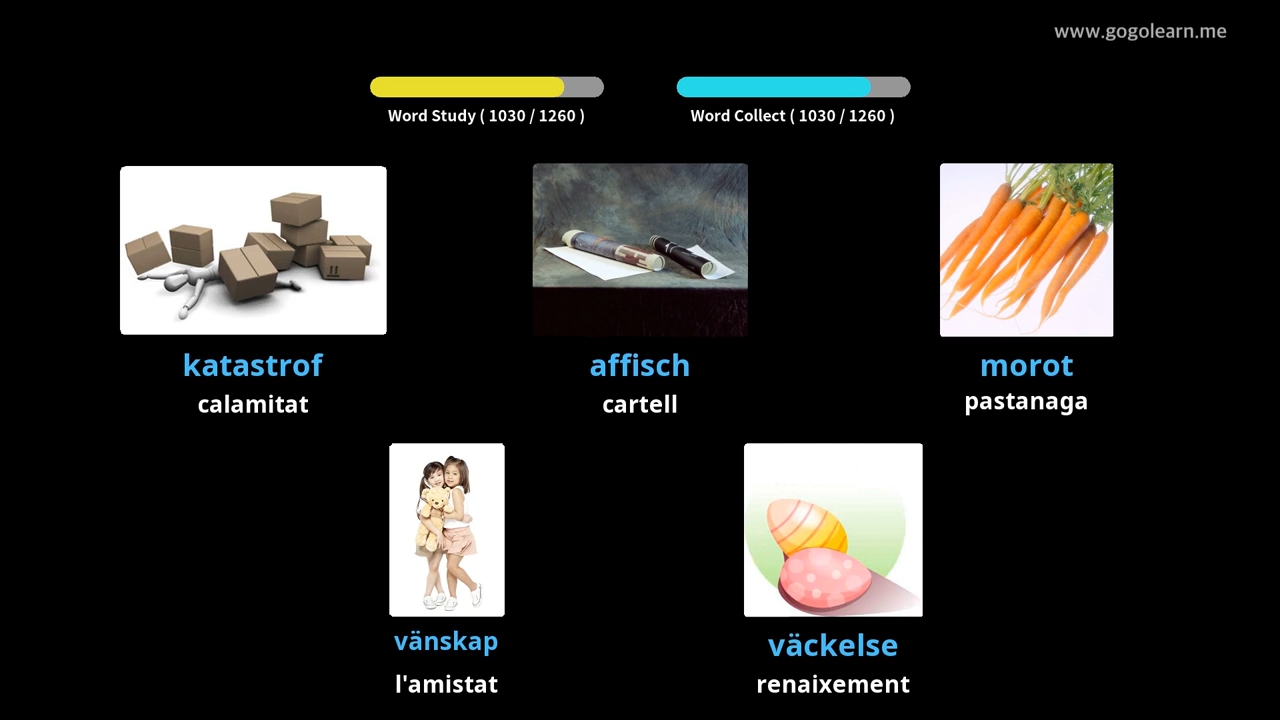 www.gogolearn.me
Word Study ( 1030 / 1260 )
Word Collect ( 1030 / 1260 )
katastrof
calamitat
affisch
cartell
morot
pastanaga
vänskap
l'amistat
väckelse
renaixement